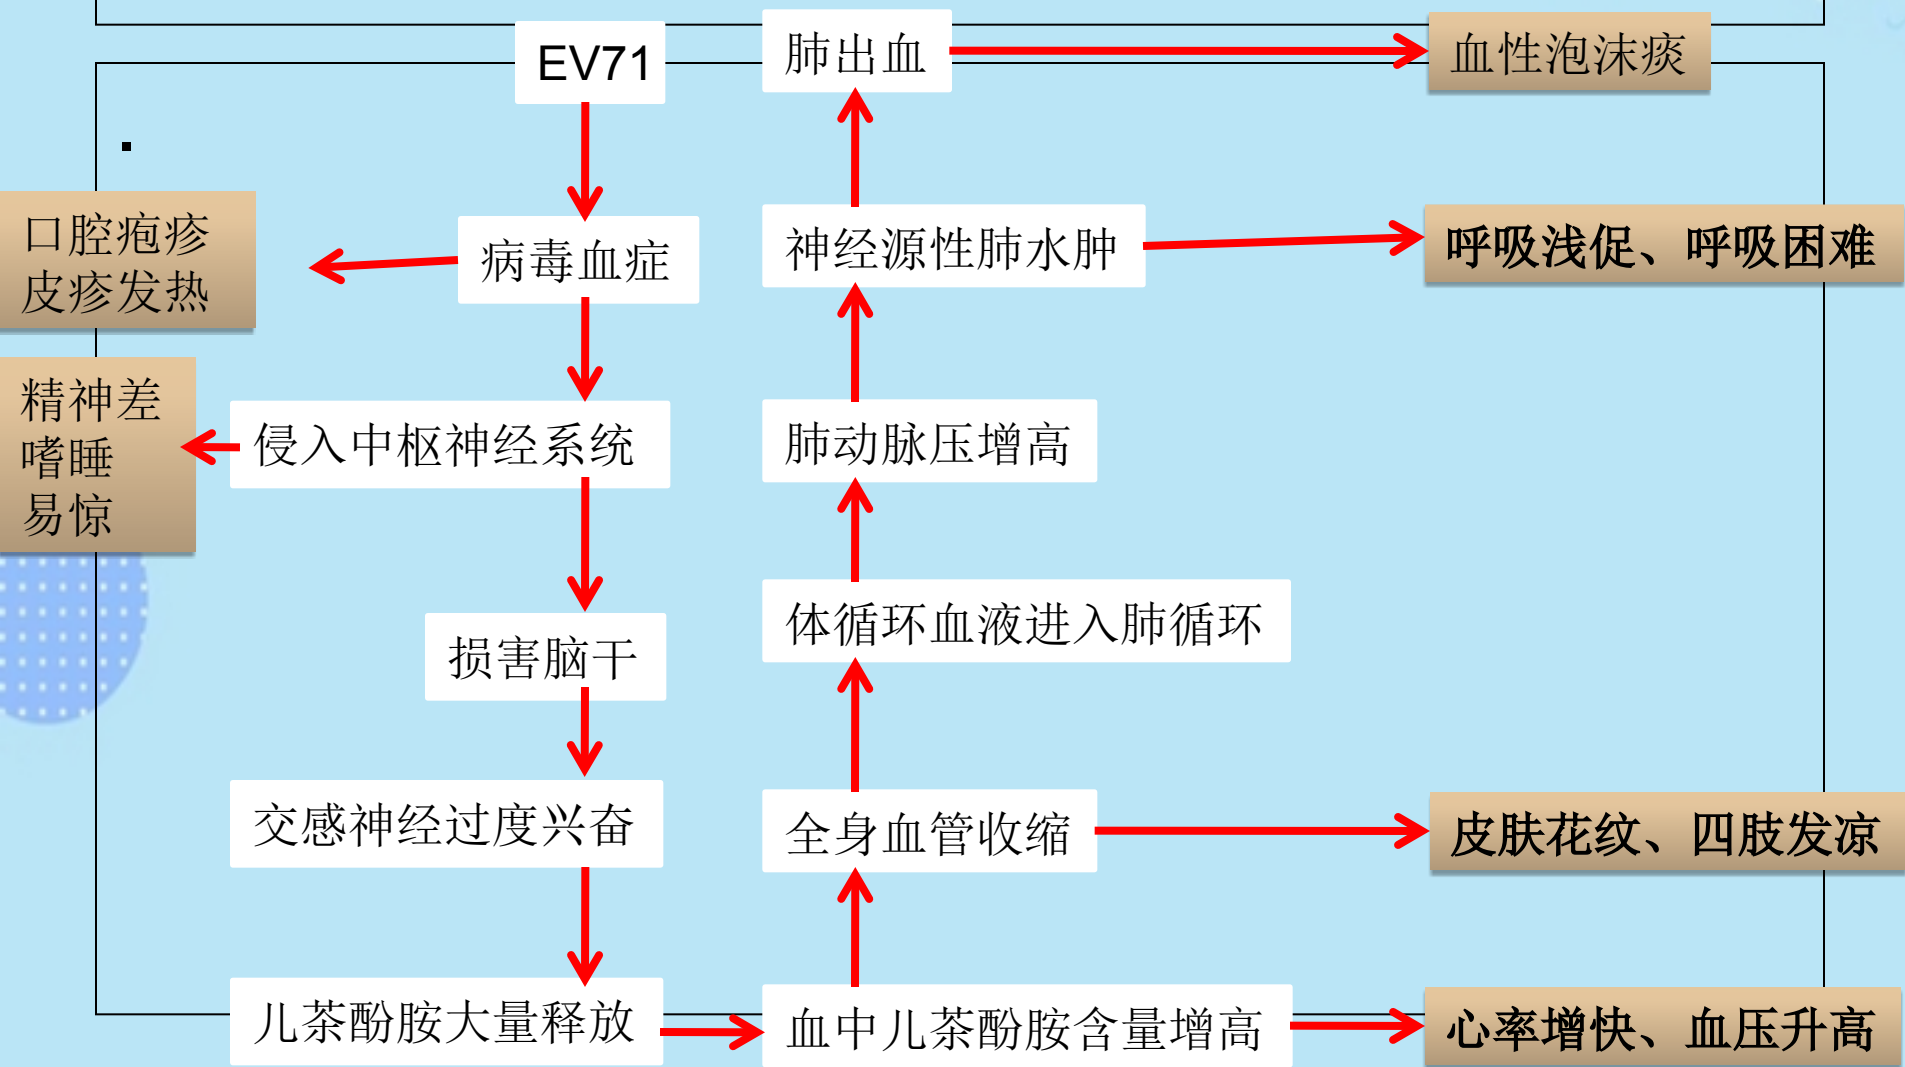 EV71
病毒血症
口腔疱疹
皮疹发热
侵入中枢神经系统
精神差
嗜睡
易惊
损害脑干
交感神经过度兴奋
儿茶酚胺大量释放
血中儿茶酚胺含量增高
心率增快、血压升高
全身血管收缩
皮肤花纹、四肢发凉
体循环血液进入肺循环
肺动脉压增高
神经源性肺水肿
呼吸浅促、呼吸困难
肺出血
血性泡沫痰